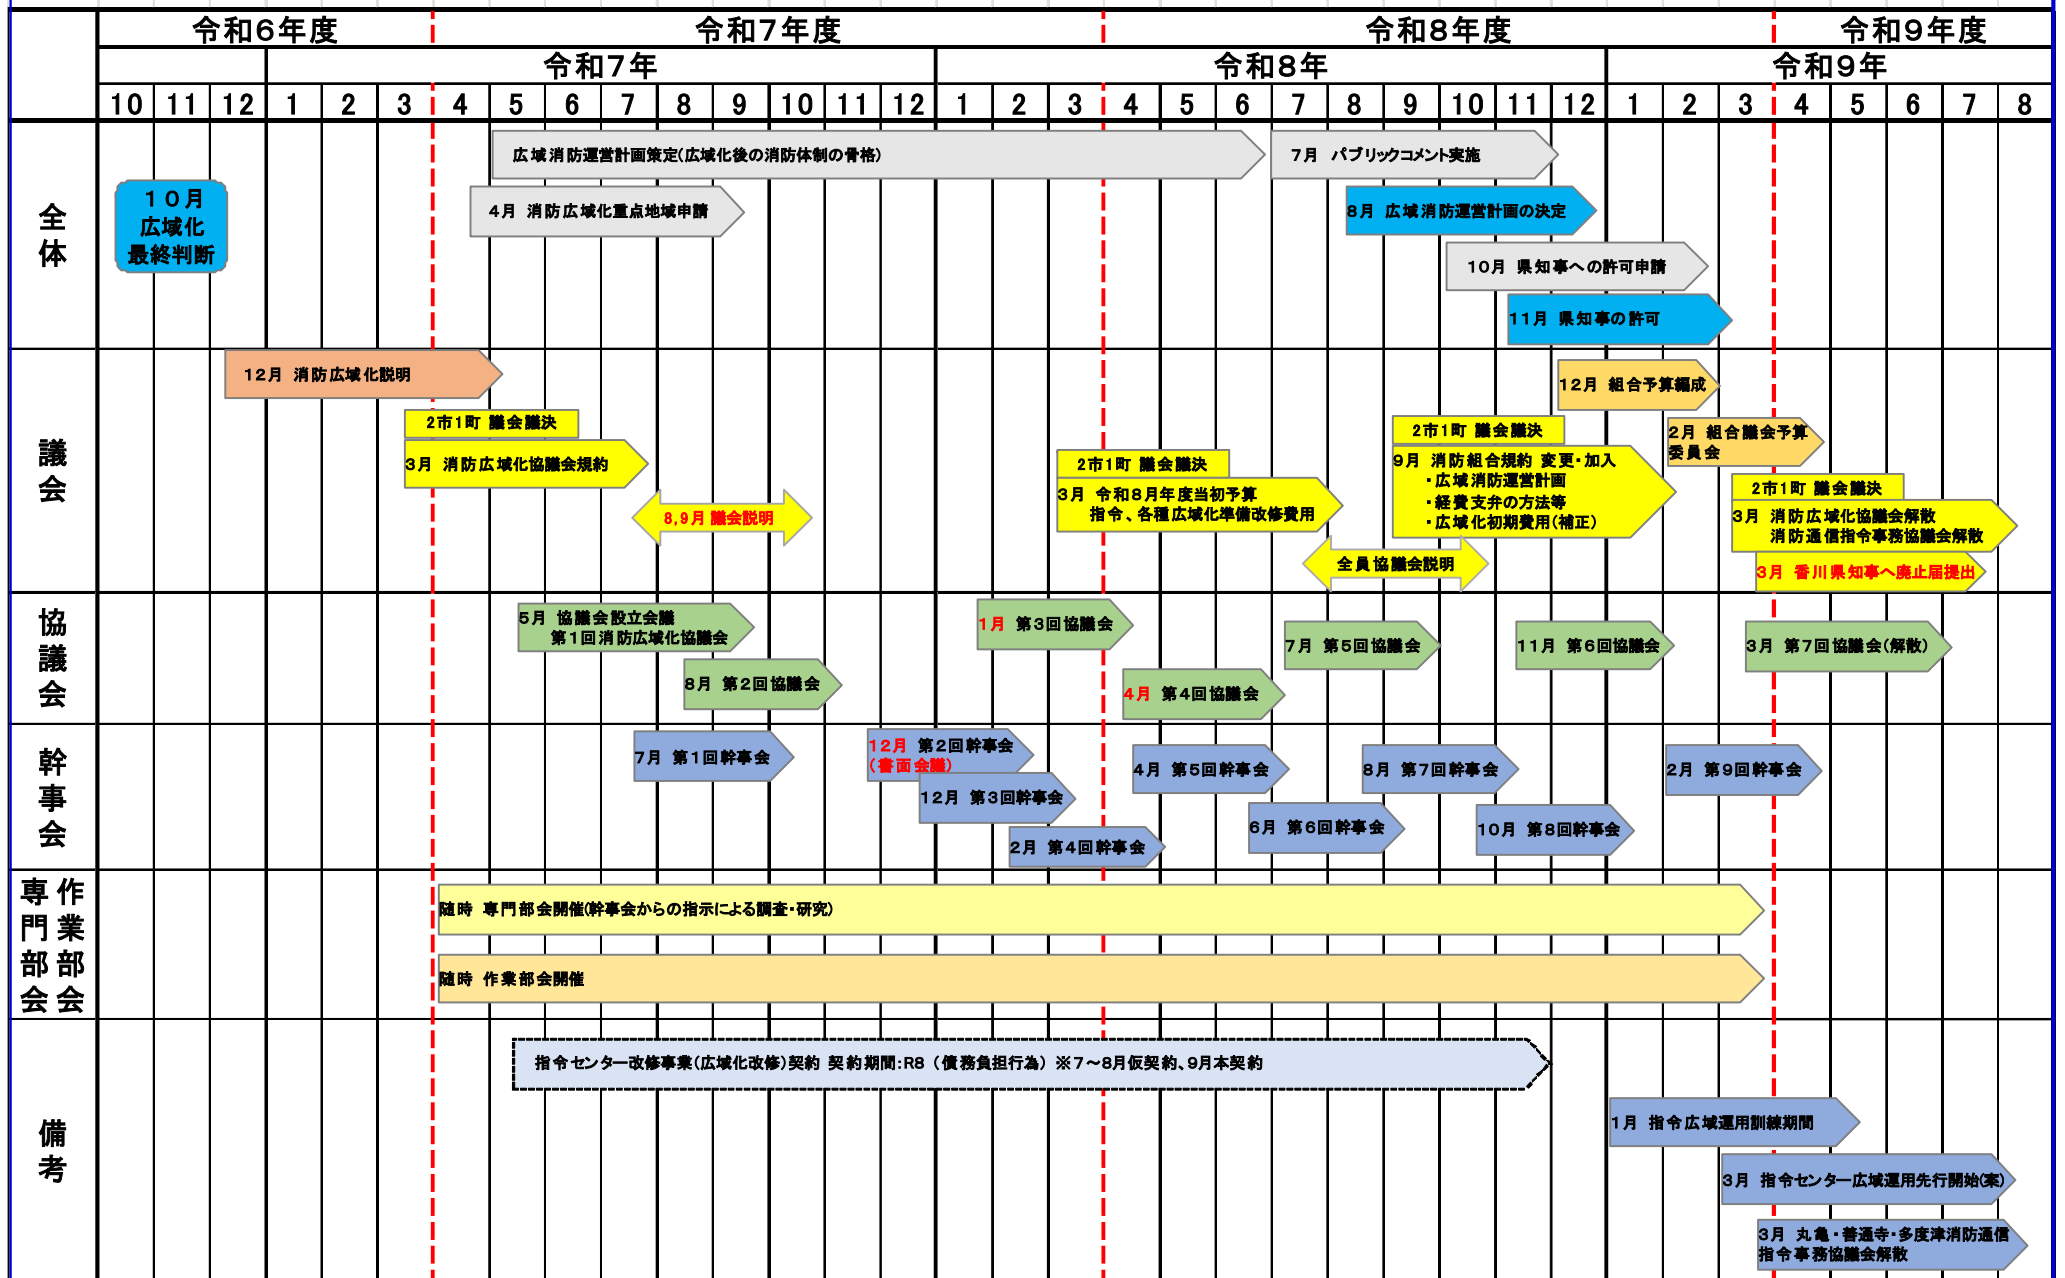 令和6年度 令和7年度 令和8年度 令和9年度
令和7年 令和8年 令和9年
10 11 12 1 2 3 4 5 6 7 8 9 10 11 12 1 2 3 4 5 6 7 8 9 10 11 12 1 2 3 4 5 6 7 8
全体
広域消防運営計画策定(広域化後の消防体制の骨格)
7月 パブリックコメント実施
10月
広域化
最終判断
4月 消防広域化重点地域申請
8月 広域消防運営計画の決定
10月 県知事への許可申請
11月 県知事の許可
議会
12月 消防広域化説明
2市1町 議会議決
3月 消防広域化協議会規約
8,9月 議会説明
2市1町 議会議決
3月 令和8月年度当初予算
指令、各種広域化準備改修費用
2市1町 議会議決
9月 消防組合規約 変更・加入
・広域消防運営計画
・経費支弁の方法等
・広域化初期費用(補正)
全員協議会説明
12月 組合予算編成
2月 組合議会予算
委員会
2市1町 議会議決
3月 消防広域化協議会解散
消防通信指令事務協議会解散
3月 香川県知事へ廃止届提出
協議会
5月 協議会設立会議
第1回消防広域化協議会
8月 第2回協議会
1月 第3回協議会
4月 第4回協議会
7月 第5回協議会
11月 第6回協議会
3月 第7回協議会(解散)
幹事会
7月 第1回幹事会
12月 第2回幹事会
(書面会議)
12月 第3回幹事会
2月 第4回幹事会
4月 第5回幹事会
6月 第6回幹事会
8月 第7回幹事会
10月 第8回幹事会
2月 第9回幹事会
作業部会
専門部会
随時 専門部会開催(幹事会からの指示による調査・研究)
随時 作業部会開催
備考
指令センター改修事業(広域化改修)契約 契約期間:R8 (債務負担行為) ※7～8月仮契約、9月本契約
1月 指令広域運用訓練期間
3月 指令センター広域運用先行開始(案)
3月 丸亀・善通寺・多度津消防通信
指令事務協議会解散